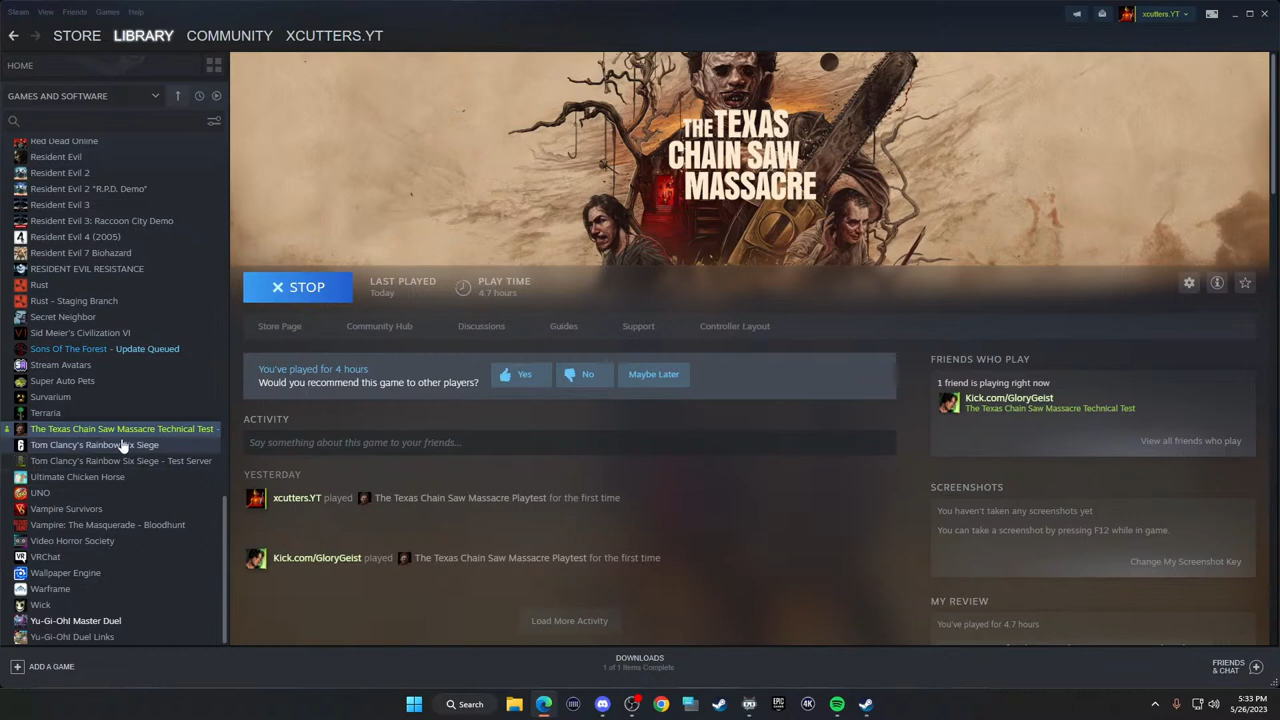 Steam View Friends Games Help
xcutters.YT
STORE LIBRARY COMMUNITY XCUTTERS.YT
HOME
GAMES AND SOFTWARE
Red Dead Online
Resident Evil
Resident Evil 2
Resident Evil 2 "R.P.D. Demo"
Resident Evil 3
Resident Evil 3: Raccoon City Demo
Resident Evil 4 (2005)
Resident Evil 7 Biohazard
RESIDENT EVIL RESISTANCE
Rust
Rust - Staging Branch
Secret Neighbor
Sid Meier's Civilization VI
Sons Of The Forest - Update Queued
Stream Avatars
Super Auto Pets
Survarium
Terraria
The Texas Chain Saw Massacre Technical Test -
Tom Clancy's Rainbow Six Siege
Tom Clancy's Rainbow Six Siege - Test Server
Ultimate Chicken Horse
UNO
Vampire Survivors
Vampire: The Masquerade - Bloodhunt
Video Horror Society
VRChat
Wallpaper Engine
Warframe
Wick
Yu-Gi-Oh! Master Duel
Yu-Gi-Oh! Duel Links
THE TEXAS
CHAIN SAW
MASSACRE
STOP
LAST PLAYED
Today
PLAY TIME
4.7 hours
Store Page Community Hub Discussions Guides Support Controller Layout
You've played for 4 hours
Would you recommend this game to other players?
Yes No Maybe Later
ACTIVITY
Say something about this game to your friends...
YESTERDAY
xcutters.YT played The Texas Chain Saw Massacre Playtest for the first time
Kick.com/GloryGeist played The Texas Chain Saw Massacre Playtest for the first time
Load More Activity
FRIENDS WHO PLAY
1 friend is playing right now
Kick.com/GloryGeist
The Texas Chain Saw Massacre Technical Test
View all friends who play
SCREENSHOTS
You haven't taken any screenshots yet
You can take a screenshot by pressing F12 while in game.
Change My Screenshot Key
MY REVIEW
You've played for 4.7 hours
ADD A GAME
DOWNLOADS
1 of 1 Items Complete
FRIENDS
& CHAT
Search
EPIC
GAMES
4K
5:33 PM
5/26/2023